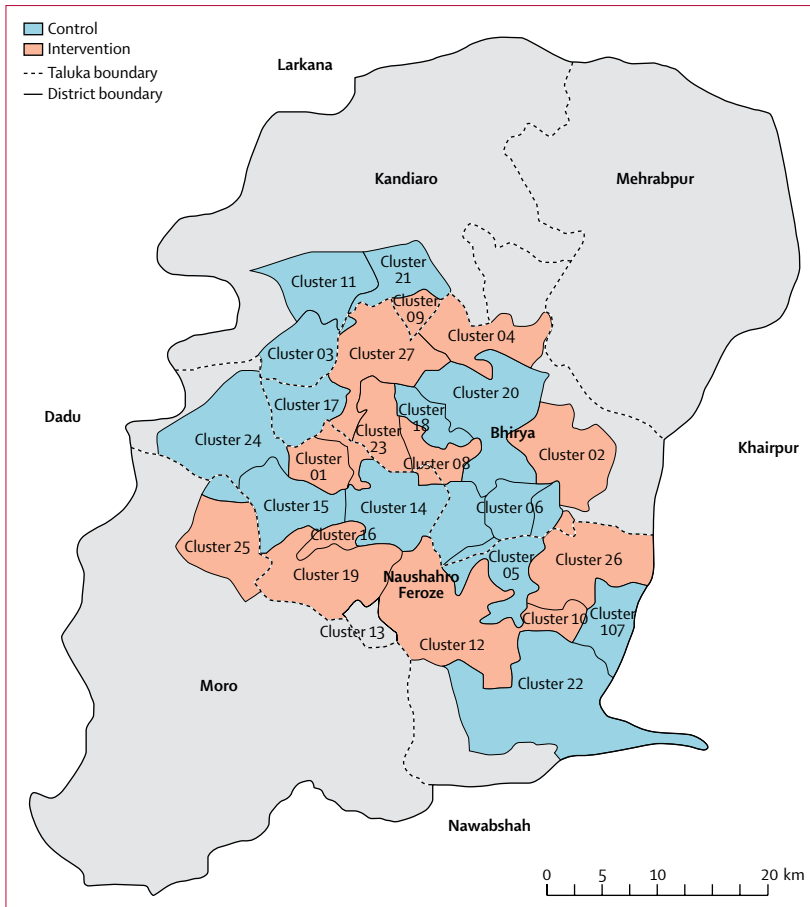 Control
Intervention
Taluka boundary
District boundary
Larkana
Kandiaro
Mehrabpur
Cluster
21
Cluster 11
Cluster
09
Cluster 04
Cluster 03
Cluster 27
Cluster 20
Cluster 17
Cluster
18
Dadu
Cluster 24
Cluster
23
Bhirya
Khairpur
Cluster 02
Cluster
01
Cluster 08
Cluster 15
Cluster 14
Cluster 06
Cluster 16
Cluster 25
Cluster
05
Cluster 26
Cluster 19
Naushahro
Feroze
Cluster 13
Cluster 10
Cluster
107
Cluster 12
Moro
Cluster 22
Nawabshah
0 5 10 20 km